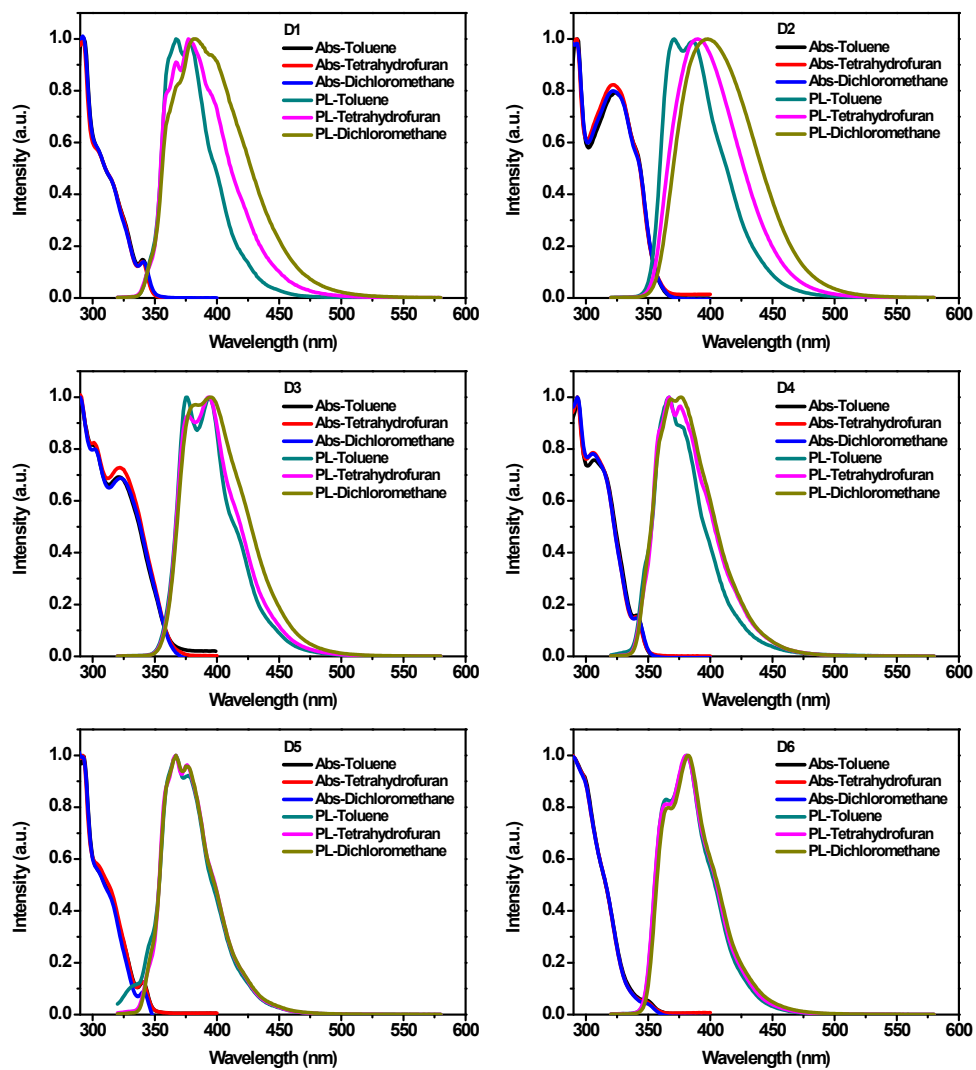 D1
Abs-Toluene
Abs-Tetrahydrofuran
Abs-Dichloromethane
PL-Toluene
PL-Tetrahydrofuran
PL-Dichloromethane
Intensity (a.u.)
1.0
0.8
0.6
0.4
0.2
0.0
300 350 400 450 500 550 600
Wavelength (nm)
D2
Abs-Toluene
Abs-Tetrahydrofuran
Abs-Dichloromethane
PL-Toluene
PL-Tetrahydrofuran
PL-Dichloromethane
Intensity (a.u.)
1.0
0.8
0.6
0.4
0.2
0.0
300 350 400 450 500 550 600
Wavelength (nm)
D3
Abs-Toluene
Abs-Tetrahydrofuran
Abs-Dichloromethane
PL-Toluene
PL-Tetrahydrofuran
PL-Dichloromethane
Intensity (a.u.)
1.0
0.8
0.6
0.4
0.2
0.0
300 350 400 450 500 550 600
Wavelength (nm)
D4
Abs-Toluene
Abs-Tetrahydrofuran
Abs-Dichloromethane
PL-Toluene
PL-Tetrahydrofuran
PL-Dichloromethane
Intensity (a.u.)
1.0
0.8
0.6
0.4
0.2
0.0
300 350 400 450 500 550 600
Wavelength (nm)
D5
Abs-Toluene
Abs-Tetrahydrofuran
Abs-Dichloromethane
PL-Toluene
PL-Tetrahydrofuran
PL-Dichloromethane
Intensity (a.u.)
1.0
0.8
0.6
0.4
0.2
0.0
300 350 400 450 500 550 600
Wavelength (nm)
D6
Abs-Toluene
Abs-Tetrahydrofuran
Abs-Dichloromethane
PL-Toluene
PL-Tetrahydrofuran
PL-Dichloromethane
Intensity (a.u.)
1.0
0.8
0.6
0.4
0.2
0.0
300 350 400 450 500 550 600
Wavelength (nm)